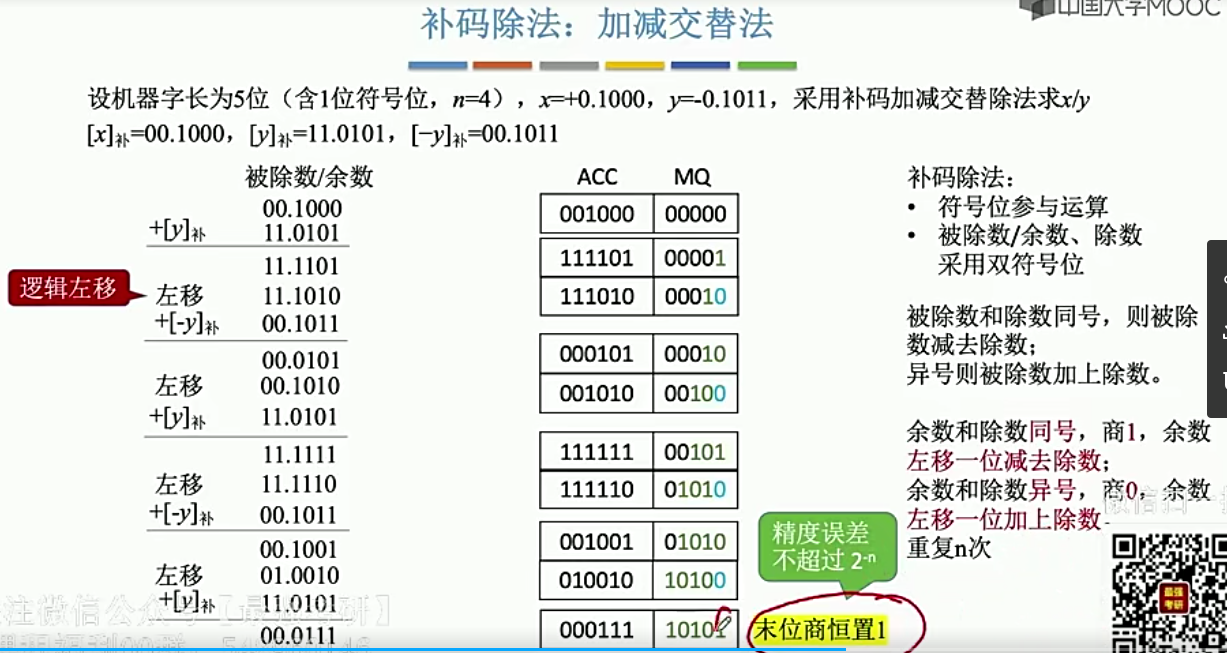 中国大学MOOC
补码除法：加减交替法
设机器字长为5位（含1位符号位，n=4），x=+0.1000，y=-0.1011，采用补码加减交替除法求x/y
[x]补=00.1000，[y]补=11.0101，[−y]补=00.1011
被除数/余数
00.1000
+[y]补 11.0101
11.1101
逻辑左移
左移 11.1010
+[-y]补 00.1011
00.0101
左移 00.1010
+[y]补 11.0101
11.1111
左移 11.1110
+[-y]补 00.1011
00.1001
左移 01.0010
+[y]补 11.0101
00.0111
ACC MQ
001000 00000
111101 00001
111010 00010
000101 00010
001010 00100
111111 00101
111110 01010
001001 01010
010010 10100
000111 10101
精度误差
不超过 2-n
末位商恒置1
补码除法：
• 符号位参与运算
• 被除数/余数、除数
采用双符号位
被除数和除数同号，则被除
数减去除数；
异号则被除数加上除数。
余数和除数同号，商1，余数
左移一位减去除数；
余数和除数异号，商0，余数
左移一位加上除数
重复n次
注微信公众号
最强
考研